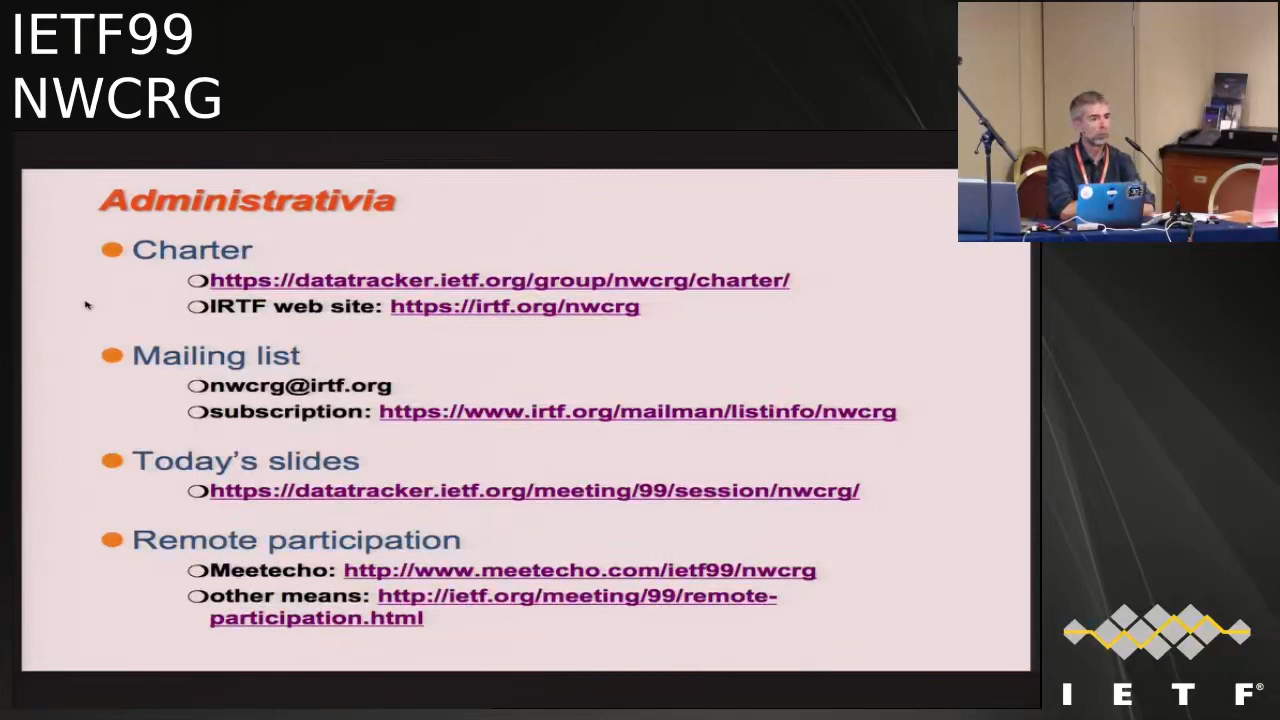 IETF99
NWCRG
Administrativia
Charter
https://datatracker.ietf.org/group/nwcrg/charter/
IRTF web site: https://irtf.org/nwcrg
Mailing list
nwcrg@irtf.org
subscription: https://www.irtf.org/mailman/listinfo/nwcrg
Today's slides
https://datatracker.ietf.org/meeting/99/session/nwcrg/
Remote participation
Meetecho: http://www.meetecho.com/ietf99/nwcrg
other means: http://ietf.org/meeting/99/remote-
participation.html
I E T F®